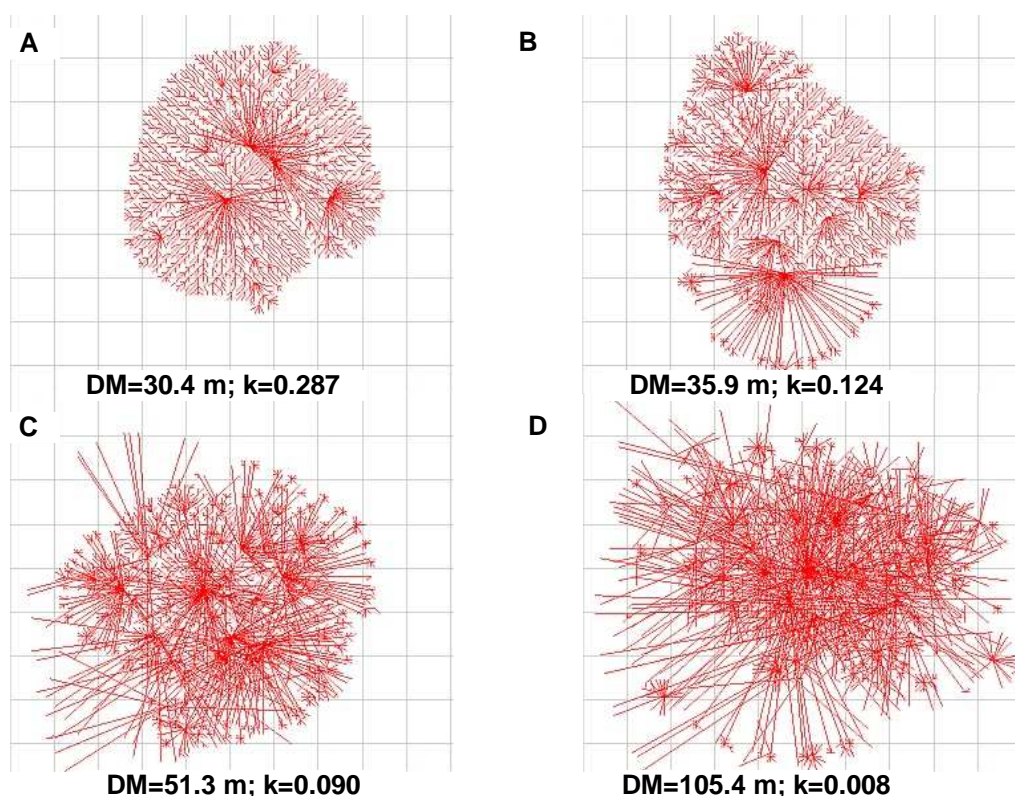 A
B
DM=30.4 m; k=0.287
DM=35.9 m; k=0.124
C
D
DM=51.3 m; k=0.090
DM=105.4 m; k=0.008